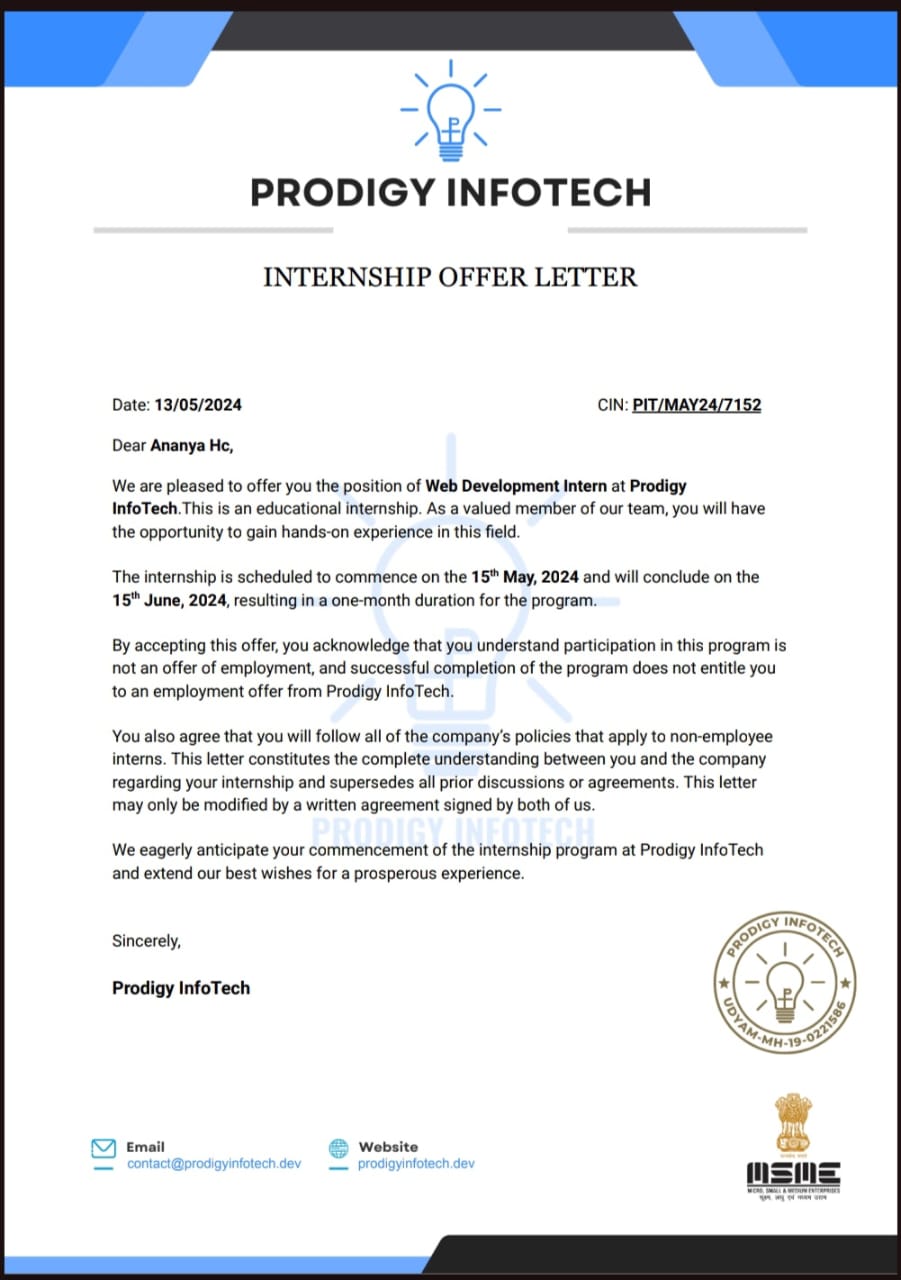 PRODIGY INFOTECH
INTERNSHIP OFFER LETTER
Date: 13/05/2024 CIN: PIT/MAY24/7152
Dear Ananya Hc,
We are pleased to offer you the position of Web Development Intern at Prodigy
InfoTech.This is an educational internship. As a valued member of our team, you will have
the opportunity to gain hands-on experience in this field.
The internship is scheduled to commence on the 15th May, 2024 and will conclude on the
15th June, 2024, resulting in a one-month duration for the program.
By accepting this offer, you acknowledge that you understand participation in this program is
not an offer of employment, and successful completion of the program does not entitle you
to an employment offer from Prodigy InfoTech.
You also agree that you will follow all of the company's policies that apply to non-employee
interns. This letter constitutes the complete understanding between you and the company
regarding your internship and supersedes all prior discussions or agreements. This letter
may only be modified by a written agreement signed by both of us.
PRODIGY INFOTECH
We eagerly anticipate your commencement of the internship program at Prodigy InfoTech
and extend our best wishes for a prosperous experience.
Sincerely,
Prodigy InfoTech
PRODIGY INFOTECH
UDYAM-MH-19-0221586
Email
contact@prodigyinfotech.dev
Website
prodigyinfotech.dev
MSME
MICRO, SMALL & MEDIUM ENTERPRISES
सूक्ष्म, लघु एवं मध्यम उद्यम